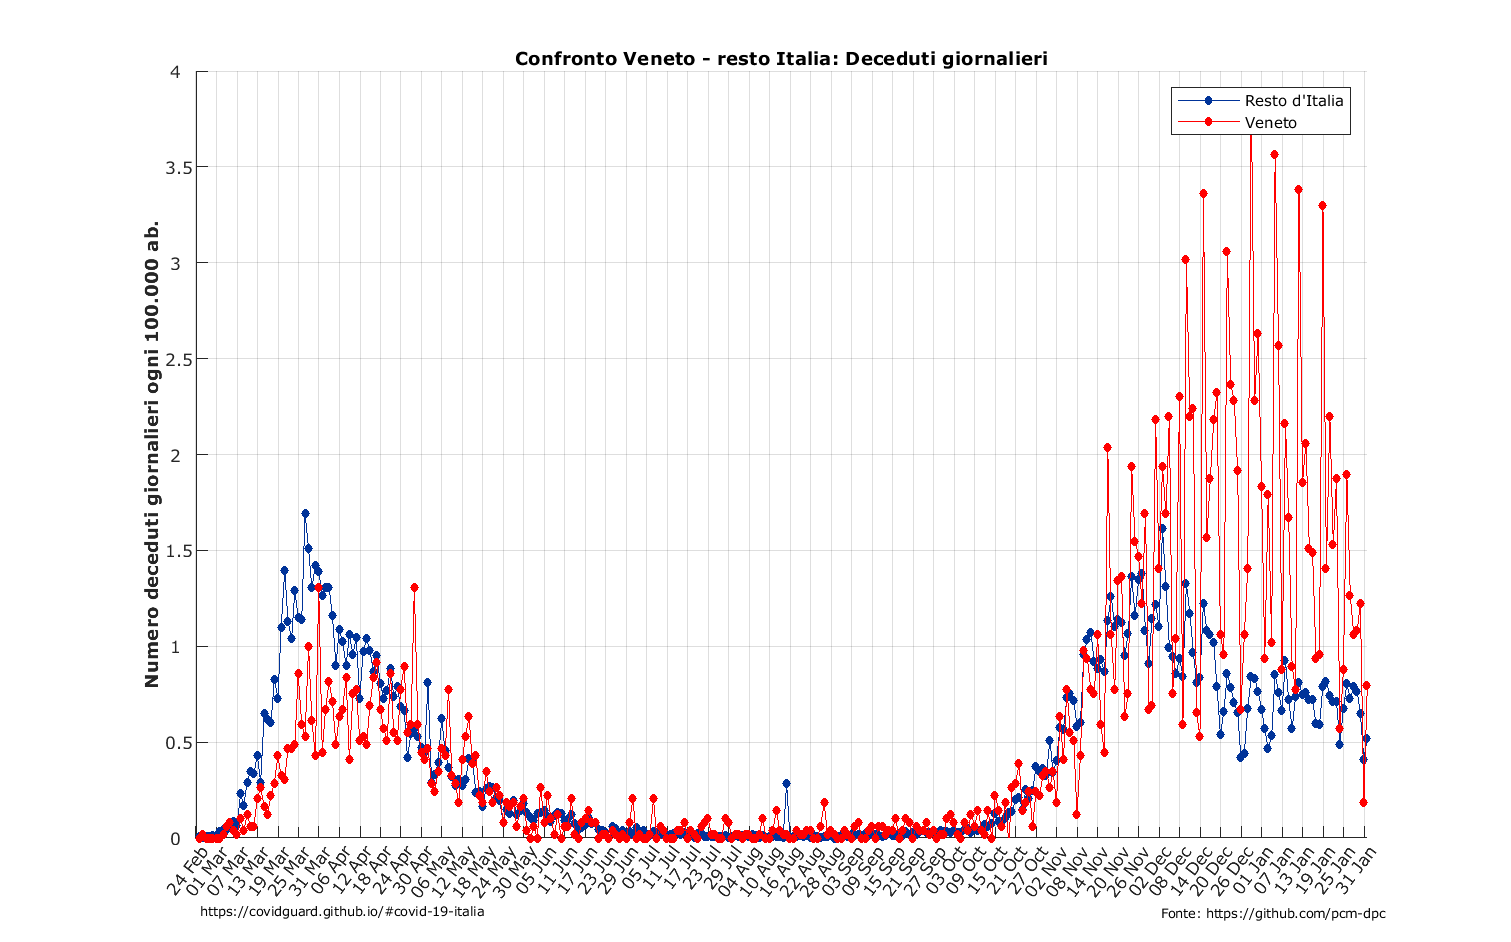 Confronto Veneto - resto Italia: Deceduti giornalieri
Resto d'Italia
Veneto
Numero deceduti giornalieri ogni 100.000 ab.
4
3.5
3
2.5
2
1.5
1
0.5
0
24 Feb
01 Mar
07 Mar
13 Mar
19 Mar
25 Mar
31 Mar
06 Apr
12 Apr
18 Apr
24 Apr
30 Apr
06 May
12 May
18 May
24 May
30 May
05 Jun
11 Jun
17 Jun
23 Jun
29 Jun
05 Jul
11 Jul
17 Jul
23 Jul
29 Jul
04 Aug
10 Aug
16 Aug
22 Aug
28 Aug
03 Sep
09 Sep
15 Sep
21 Sep
27 Sep
03 Oct
09 Oct
15 Oct
21 Oct
27 Oct
02 Nov
08 Nov
14 Nov
20 Nov
26 Nov
02 Dec
08 Dec
14 Dec
20 Dec
26 Dec
01 Jan
07 Jan
13 Jan
19 Jan
25 Jan
31 Jan
https://covidguard.github.io/#covid-19-italia
Fonte: https://github.com/pcm-dpc